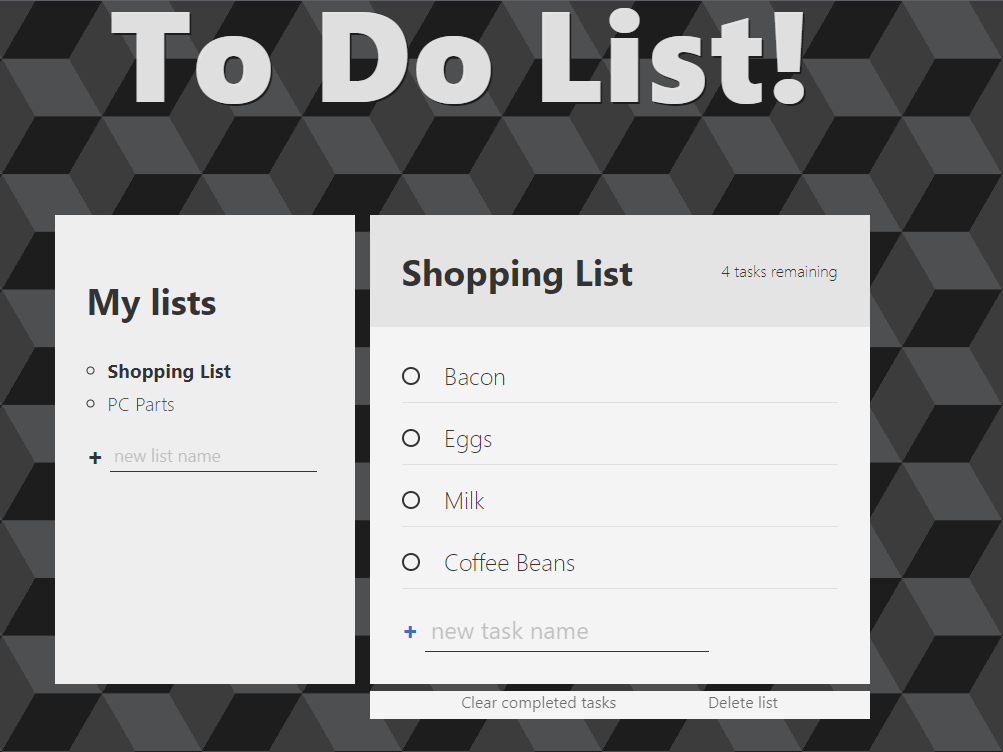 To Do List!
My lists
Shopping List
PC Parts
+ new list name
Shopping List
4 tasks remaining
Bacon
Eggs
Milk
Coffee Beans
+ new task name
Clear completed tasks
Delete list